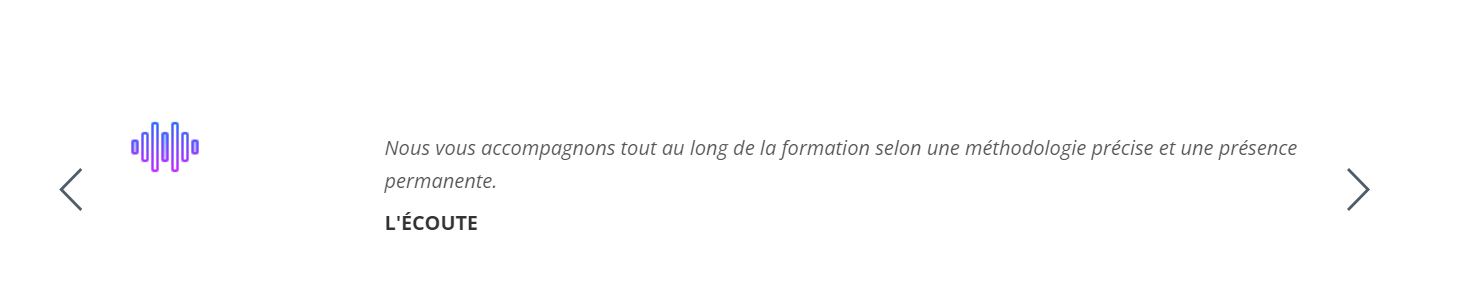 Nous vous accompagnons tout au long de la formation selon une méthodologie précise et une présence
permanente.
L'ÉCOUTE